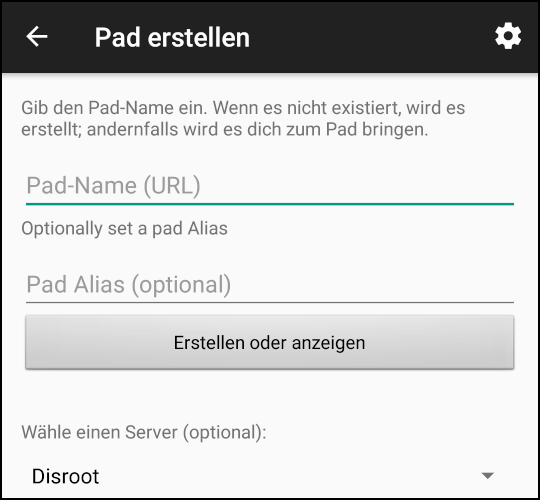 Pad erstellen
Gib den Pad-Name ein. Wenn es nicht existiert, wird es
erstellt; andernfalls wird es dich zum Pad bringen.
Pad-Name (URL)
Optionally set a pad Alias
Pad Alias (optional)
Erstellen oder anzeigen
Wähle einen Server (optional):
Disroot